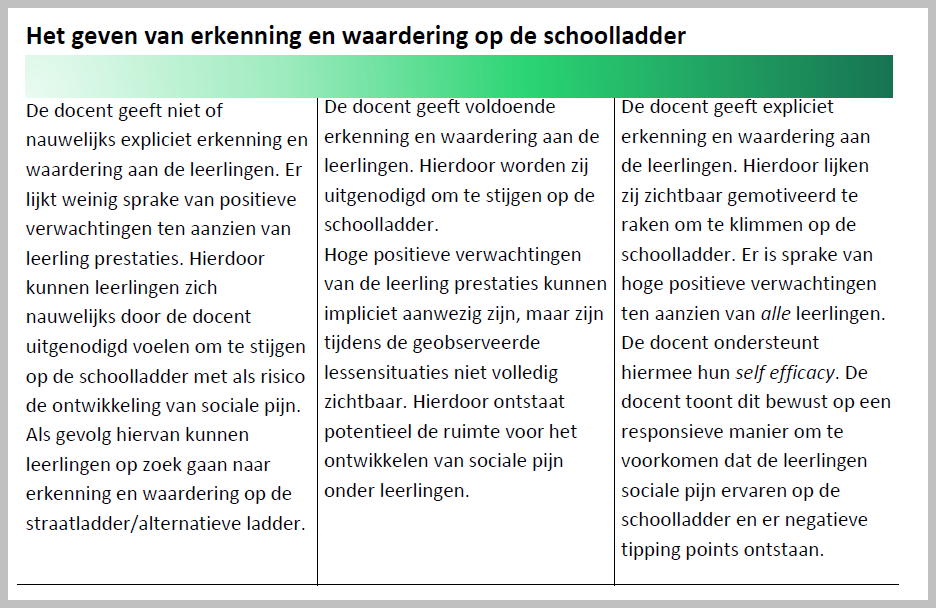 Het geven van erkenning en waardering op de schoolladder
De docent geeft niet of
nauwelijks expliciet erkenning en
waardering aan de leerlingen. Er
lijkt weinig sprake van positieve
verwachtingen ten aanzien van
leerling prestaties. Hierdoor
kunnen leerlingen zich
nauwelijks door de docent
uitgenodigd voelen om te stijgen
op de schoolladder met als risico
de ontwikkeling van sociale pijn.
Als gevolg hiervan kunnen
leerlingen op zoek gaan naar
erkenning en waardering op de
straatladder/alternatieve ladder.
De docent geeft voldoende
erkenning en waardering aan de
leerlingen. Hierdoor worden zij
uitgenodigd om te stijgen op de
schoolladder.
Hoge positieve verwachtingen
van de leerling prestaties kunnen
impliciet aanwezig zijn, maar zijn
tijdens de geobserveerde
lessensituaties niet volledig
zichtbaar. Hierdoor ontstaat
potentieel de ruimte voor het
ontwikkelen van sociale pijn
onder leerlingen.
De docent geeft expliciet
erkenning en waardering aan
de leerlingen. Hierdoor lijken
zij zichtbaar gemotiveerd te
raken om te klimmen op de
schoolladder. Er is sprake van
hoge positieve verwachtingen
ten aanzien van alle leerlingen.
De docent ondersteunt
hiermee hun self efficacy. De
docent toont dit bewust op een
responsieve manier om te
voorkomen dat de leerlingen
sociale pijn ervaren op de
schoolladder en er negatieve
tipping points ontstaan.